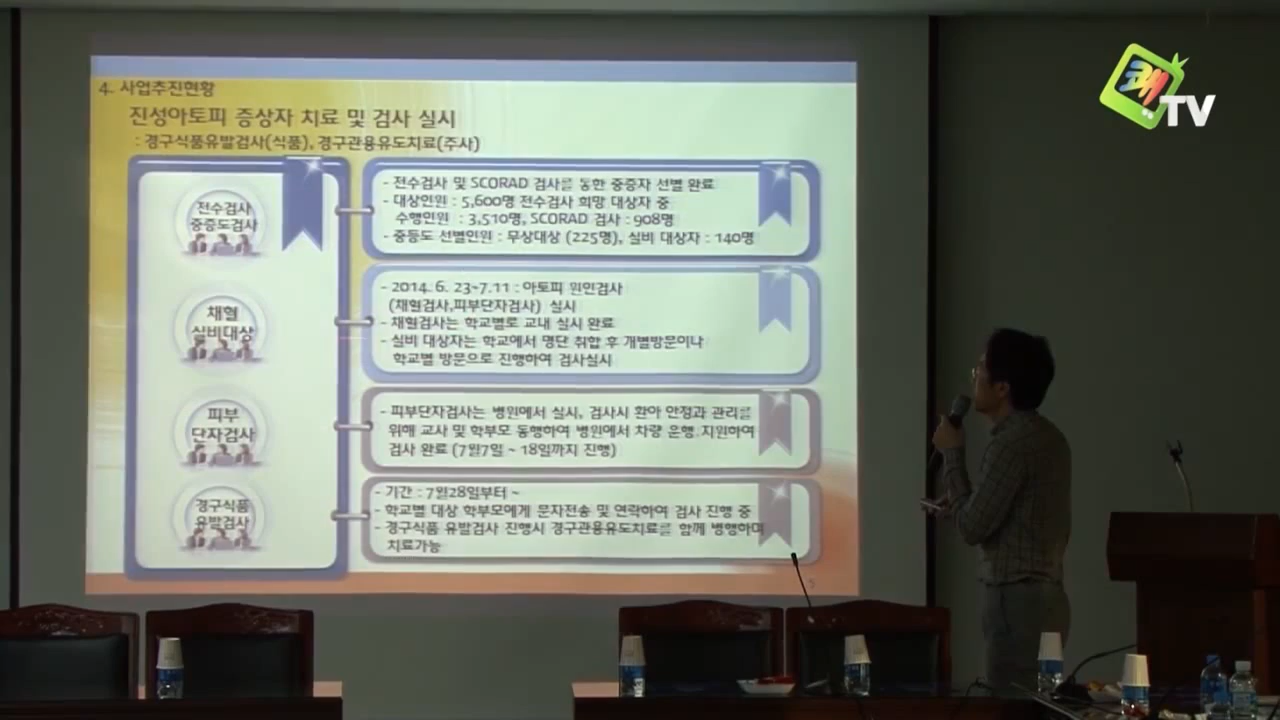 쾌TV
4. 사업추진현황
진성아토피 증상자 치료 및 검사 실시
: 경구식품유발검사(식품), 경구관용유도치료(주사)
전수검사
중증도검사
- 전수검사 및 SCORAD 검사를 통한 중증자 선별 완료
- 대상인원 : 5,600명 전수검사 희망 대상자 중
수행인원 : 3,510명, SCORAD 검사 : 908명
- 중등도 선별인원 : 무상대상 (225명), 실비 대상자 : 140명
채혈
실비대상
- 2014. 6. 23~7.11 : 아토피 원인검사
(채혈검사,피부단자검사) 실시
- 채혈검사는 학교별로 교내 실시 완료
- 실비 대상자는 학교에서 명단 취합 후 개별방문이나
학교별 방문으로 진행하여 검사실시
피부
단자검사
- 피부단자검사는 병원에서 실시, 검사시 환아 안정과 관리를
위해 교사 및 학부모 동행하여 병원에서 차량 운행 지원하여
검사 완료 (7월7일 ~ 18일까지 진행)
경구식품
유발검사
- 기간 : 7월28일부터 ~
- 학교별 대상 학부모에게 문자전송 및 연락하여 검사 진행 중
- 경구식품 유발검사 진행시 경구관용유도치료를 함께 병행하며
치료가능
5